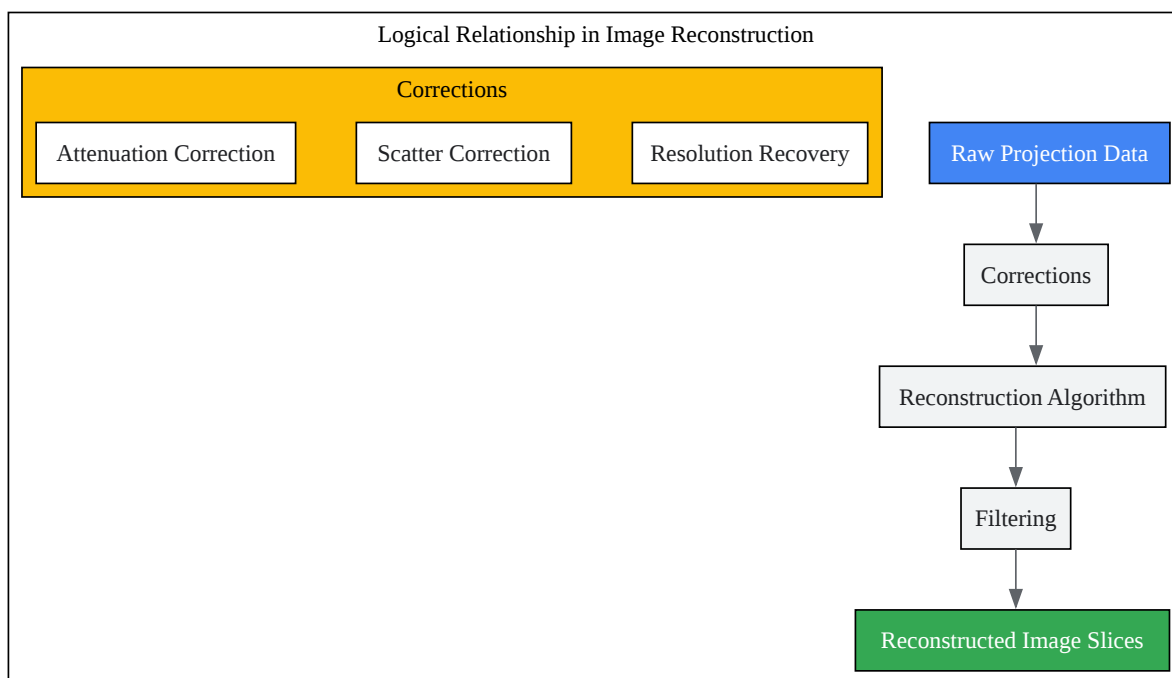 Logical Relationship in Image Reconstruction
Corrections
Attenuation Correction
Scatter Correction
Resolution Recovery
Raw Projection Data
Corrections
Reconstruction Algorithm
Filtering
Reconstructed Image Slices